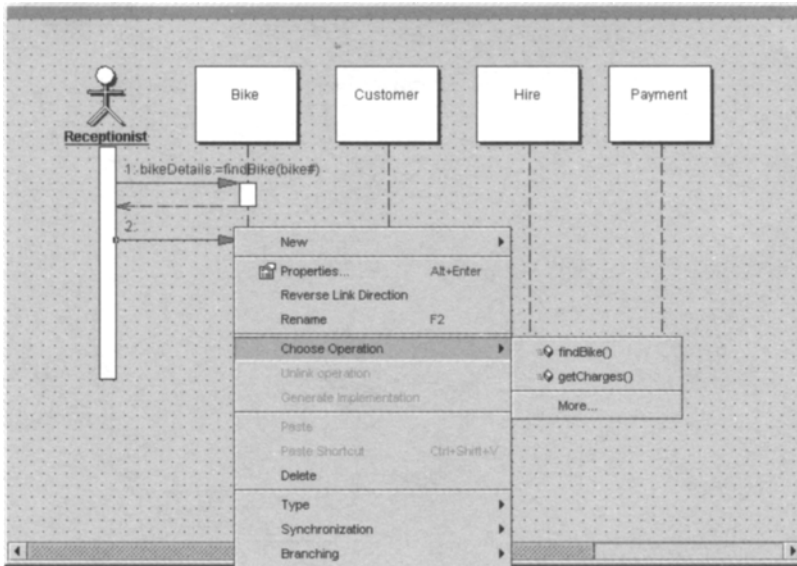 Bike
Customer
Hire
Payment
Receptionist
1: bikeDetails:=findBike(bike#)
2:
New
Properties... Alt+Enter
Reverse Link Direction
Rename F2
Choose Operation
findBike()
getCharges()
More...
Unlink operation
Generate Implementation
Paste
Paste Shortcut Ctrl+Shift+V
Delete
Type
Synchronization
Branching